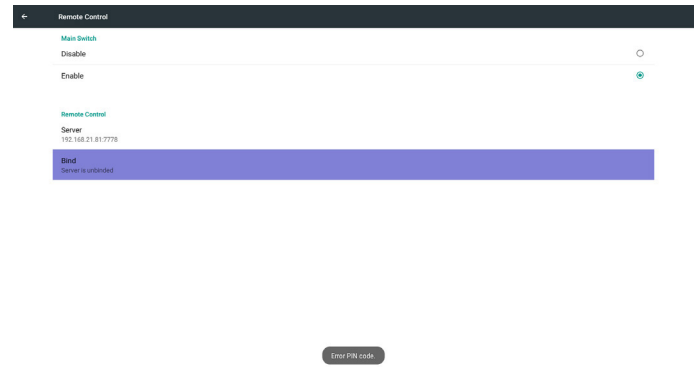 Remote Control
Main Switch
Disable
Enable
Remote Control
Server
192.168.21.81:7778
Bind
Server is unbinded
Error PIN code.